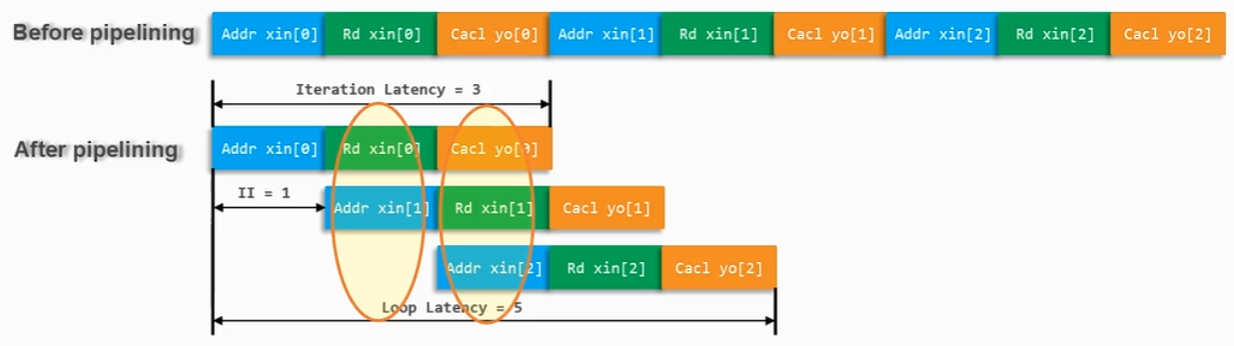 Before pipelining Addr xin[0] Rd xin[0] Cacl yo[0] Addr xin[1] Rd xin[1] Cacl yo[1] Addr xin[2] Rd xin[2] Cacl yo[2]
Iteration Latency = 3
After pipelining Addr xin[0] Rd xin[0] Cacl yo[0]
II = 1
Addr xin[1] Rd xin[1] Cacl yo[1]
Addr xin[2] Rd xin[2] Cacl yo[2]
Loop Latency = 5